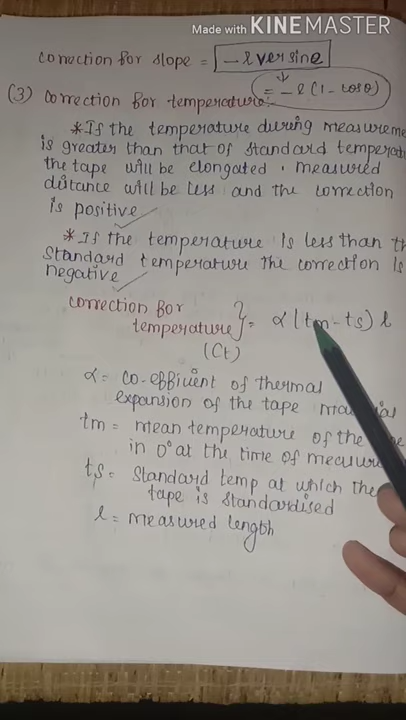 Made with KINEMASTER
correction for slope = -l versine
= -l (1 - cosθ)
(3) correction for temperature:-
*If the temperature during measureme
is greater than that of standard temperat
the tape will be elongated. measured
distance will be less and the correction
is positive
*If the temperature is less than th
standard temperature the correction is
negative
correction for
temperature } = α (tm - ts) l
(Ct)
α = co-efficient of thermal
expansion of the tape
tm = mean temperature of the
in 0° at the time of
ts = standard temp at which the
tape is standardised
l = measured length